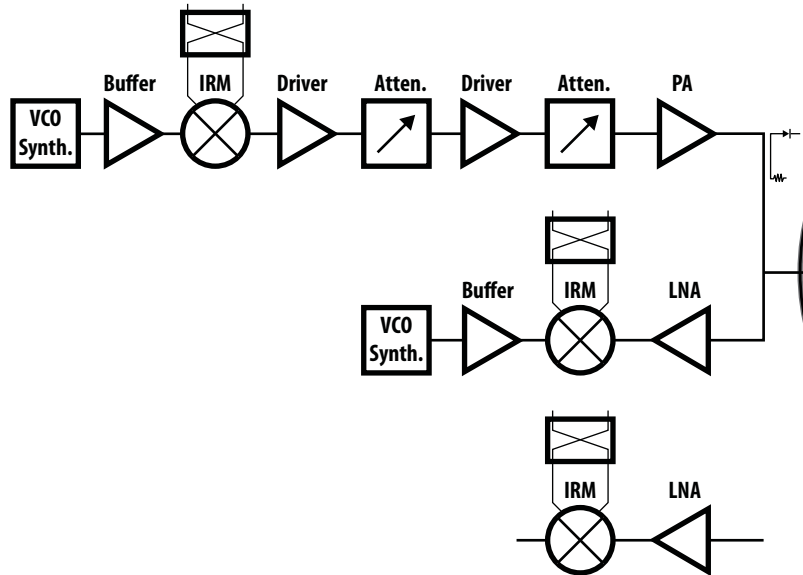 Buffer IRM Driver Atten. Driver Atten. PA
VCO
Synth.
Buffer IRM LNA
VCO
Synth.
IRM LNA